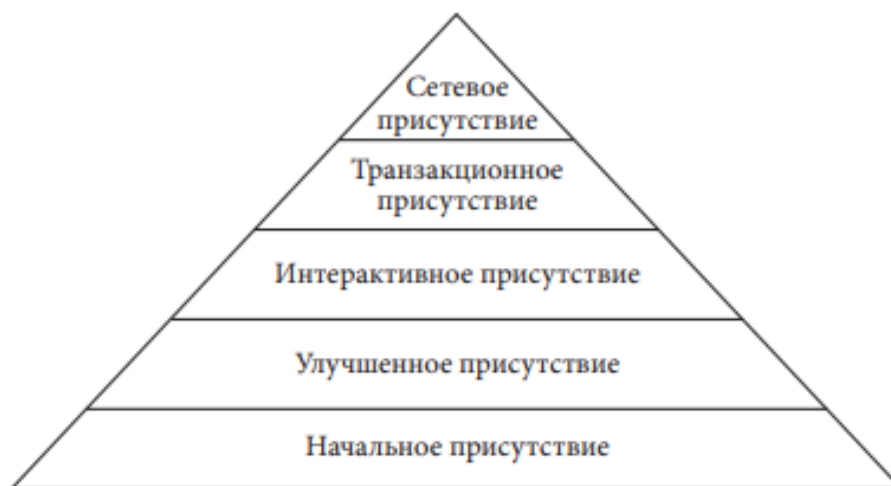 Сетевое
присутствие
Транзакционное
присутствие
Интерактивное присутствие
Улучшенное присутствие
Начальное присутствие